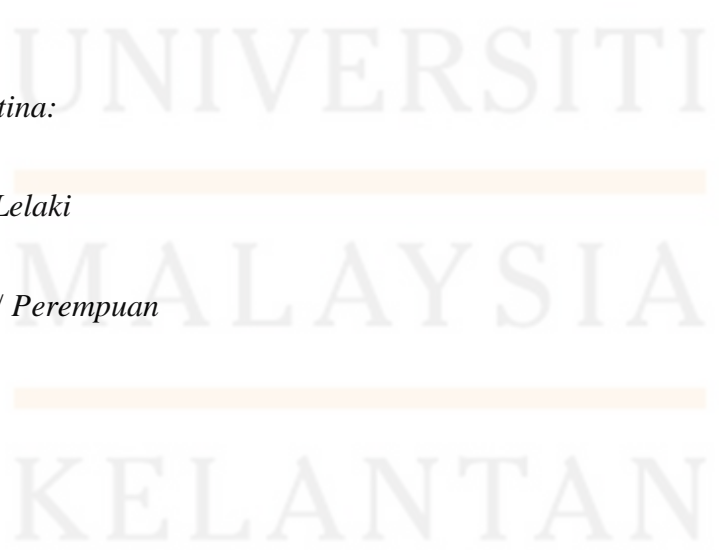 UNIVERSITI
tina:
Lelaki
MALAYSIA
/ Perempuan
KELANTAN